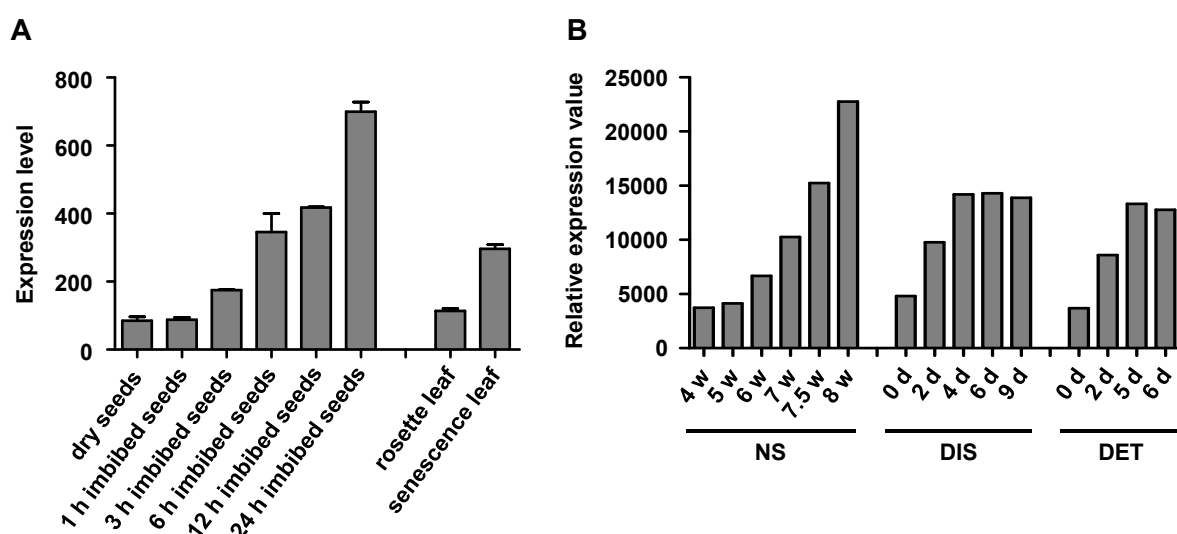 A
Expression level
800
600
400
200
0
dry seeds
1 h imbibed seeds
3 h imbibed seeds
6 h imbibed seeds
12 h imbibed seeds
24 h imbibed seeds
rosette leaf
senescence leaf
B
Relative expression value
25000
20000
15000
10000
5000
0
4 w
5 w
6 w
7 w
7.5 w
8 w
0 d
2 d
4 d
6 d
9 d
0 d
2 d
5 d
6 d
NS
DIS
DET